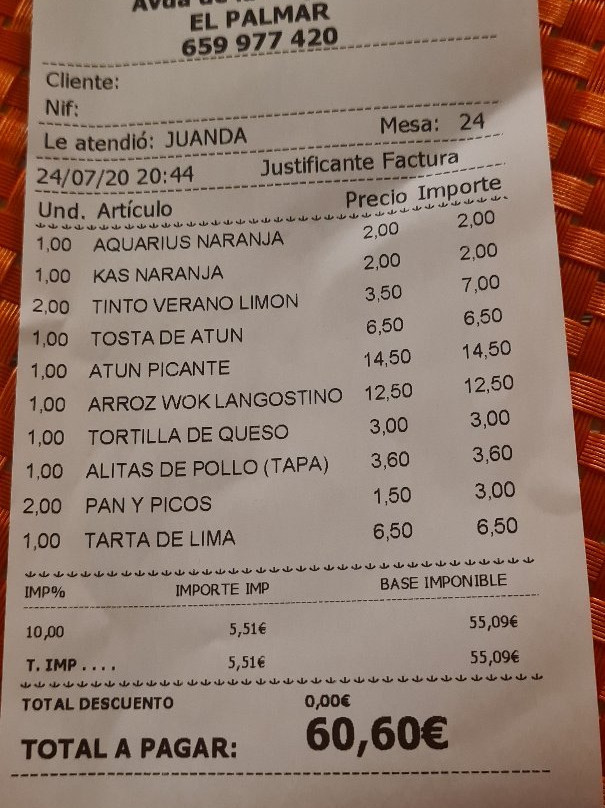 EL PALMAR
659 977 420
Cliente:
Nif:
Le atendió: JUANDA Mesa: 24
24/07/20 20:44 Justificante Factura
Und. Artículo Precio Importe
1,00 AQUARIUS NARANJA 2,00 2,00
1,00 KAS NARANJA 2,00 2,00
2,00 TINTO VERANO LIMON 3,50 7,00
1,00 TOSTA DE ATUN 6,50 6,50
1,00 ATUN PICANTE 14,50 14,50
1,00 ARROZ WOK LANGOSTINO 12,50 12,50
1,00 TORTILLA DE QUESO 3,00 3,00
1,00 ALITAS DE POLLO (TAPA) 3,60 3,60
2,00 PAN Y PICOS 1,50 3,00
1,00 TARTA DE LIMA 6,50 6,50
IMP% IMPORTE IMP BASE IMPONIBLE
10,00 5,51€ 55,09€
T. IMP .... 5,51€ 55,09€
TOTAL DESCUENTO 0,00€
TOTAL A PAGAR: 60,60€